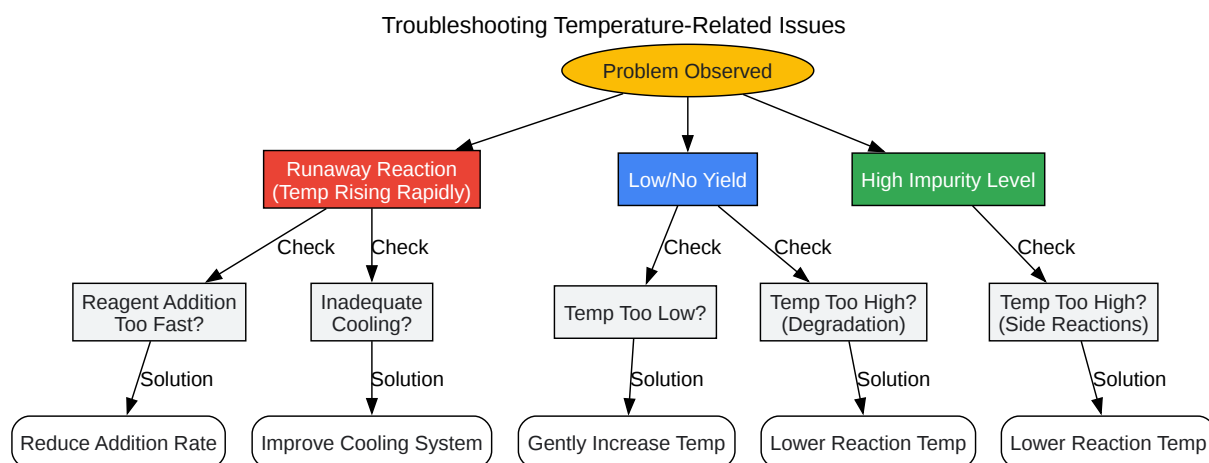 Troubleshooting Temperature-Related Issues
Problem Observed
Runaway Reaction
(Temp Rising Rapidly)
Low/No Yield
High Impurity Level
Check
Check
Check
Check
Check
Reagent Addition
Too Fast?
Inadequate
Cooling?
Temp Too Low?
Temp Too High?
(Degradation)
Temp Too High?
(Side Reactions)
Solution
Solution
Solution
Solution
Solution
Reduce Addition Rate
Improve Cooling System
Gently Increase Temp
Lower Reaction Temp
Lower Reaction Temp